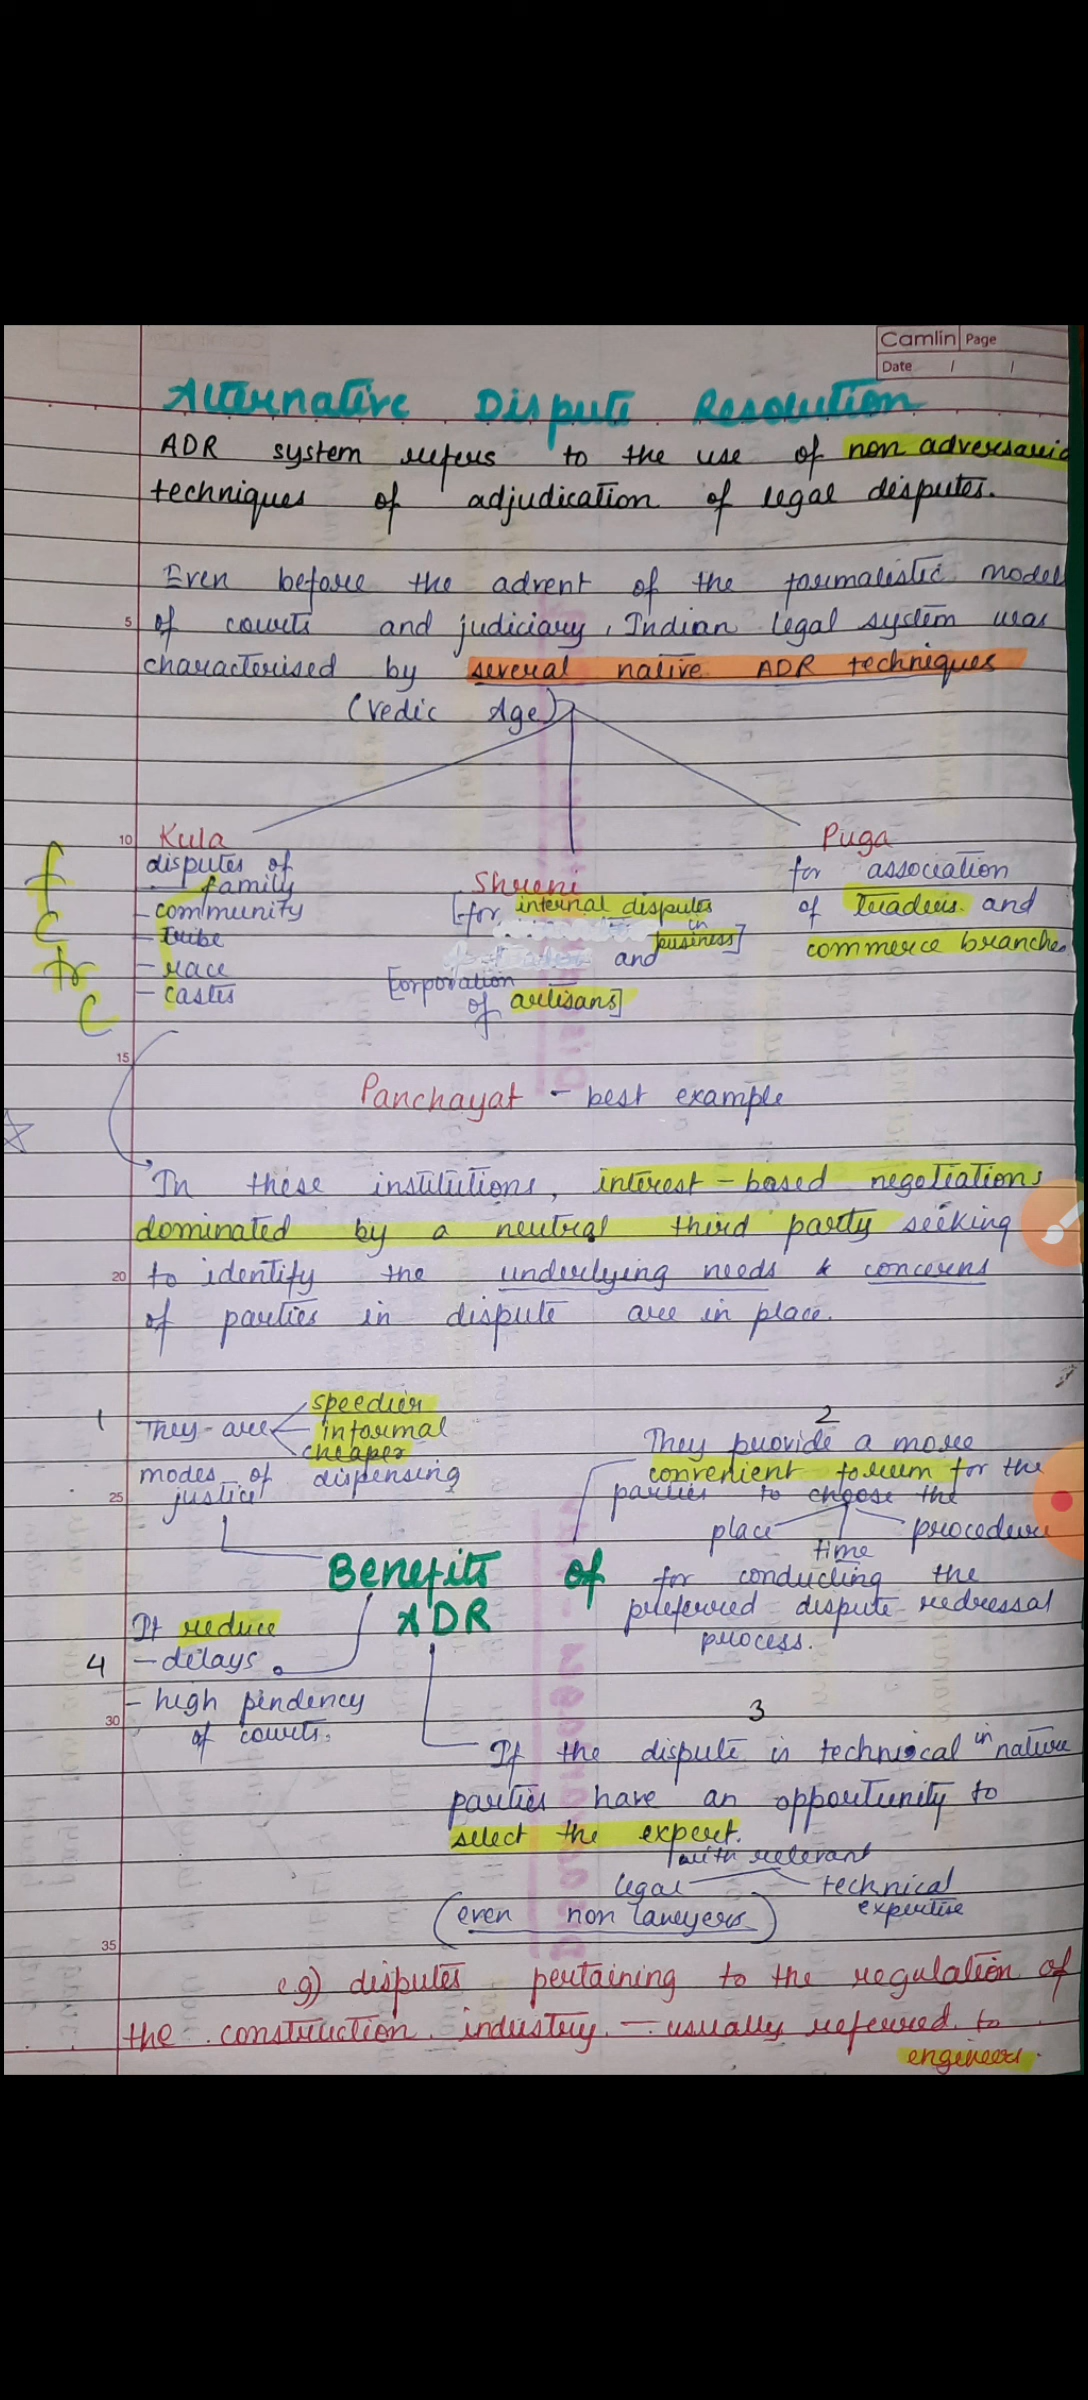 Camlin Page
Date / /
Alternative Dispute Resolution
ADR system refers to the use of non adversarial
techniques of adjudication of legal disputes.
Even before the advent of the formalistic model
5 of courts and judiciary, Indian legal system was
characterised by several native ADR techniques
(Vedic Age)
10 Kula
disputes of
- family
- community
- tribe
- race
- castes
f
C
tr
C
Shreni
[for internal disputes
in business]
and
[corporation
of artisans]
Puga
for association
of traders and
commerce branches
15
Panchayat - best example
In these institutions, interest-based negotiations
dominated by a neutral third party seeking
20 to identify the underlying needs & concerns
of parties in dispute are in place.
1 They are speedier
informal
cheaper
modes of dispensing
justice
25
2
They provide a more
convenient forum for the
parties to choose the
place time procedure
for conducting the
preferred dispute redressal
process.
Benefits of
ADR
It reduce
4 - delays
- high pendency
of courts.
30
3
If the dispute is technical in nature
parties have an opportunity to
select the expert.
with relevant
legal technical
expertise
(even non lawyers)
35
eg) disputes pertaining to the regulation of
the construction industry - usually referred to
engineers.